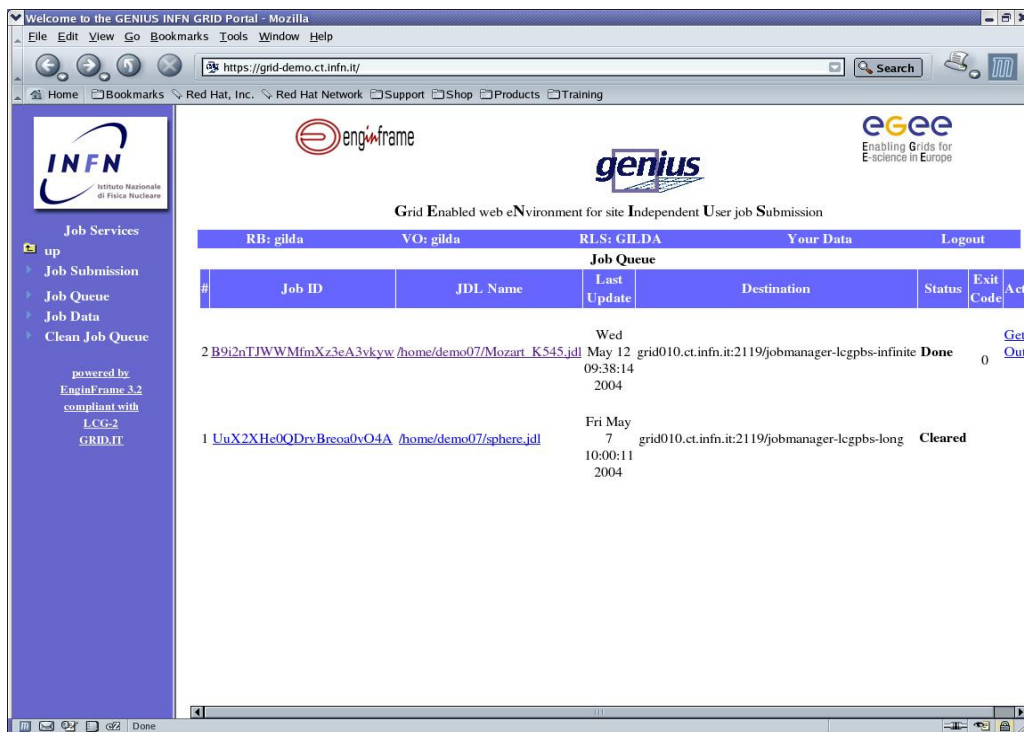 Welcome to the GENIUS INFN GRID Portal - Mozilla
File Edit View Go Bookmarks Tools Window Help
https://grid-demo.ct.infn.it/
Search
Home Bookmarks Red Hat, Inc. Red Hat Network Support Shop Products Training
INFN
Istituto Nazionale
di Fisica Nucleare
Job Services
up
Job Submission
Job Queue
Job Data
Clean Job Queue
powered by
EnginFrame 3.2
compliant with
LCG-2
GRID.IT
enginframe
genius
egee
Enabling Grids for
E-science in Europe
Grid Enabled web eNvironment for site Independent User job Submission
RB: gilda VO: gilda RLS: GILDA Your Data Logout
Job Queue
# Job ID JDL Name Last Update Destination Status Exit Code Act
2 B9i2nTJWWMfmXz3eA3vkyw /home/demo07/Mozart_K545.jdl Wed May 12 09:38:14 2004 grid010.ct.infn.it:2119/jobmanager-lcgpbs-infinite Done 0 Get Out
1 UuX2XHe0QDrvBreoa0vO4A /home/demo07/sphere.jdl Fri May 7 10:00:11 2004 grid010.ct.infn.it:2119/jobmanager-lcgpbs-long Cleared
Done